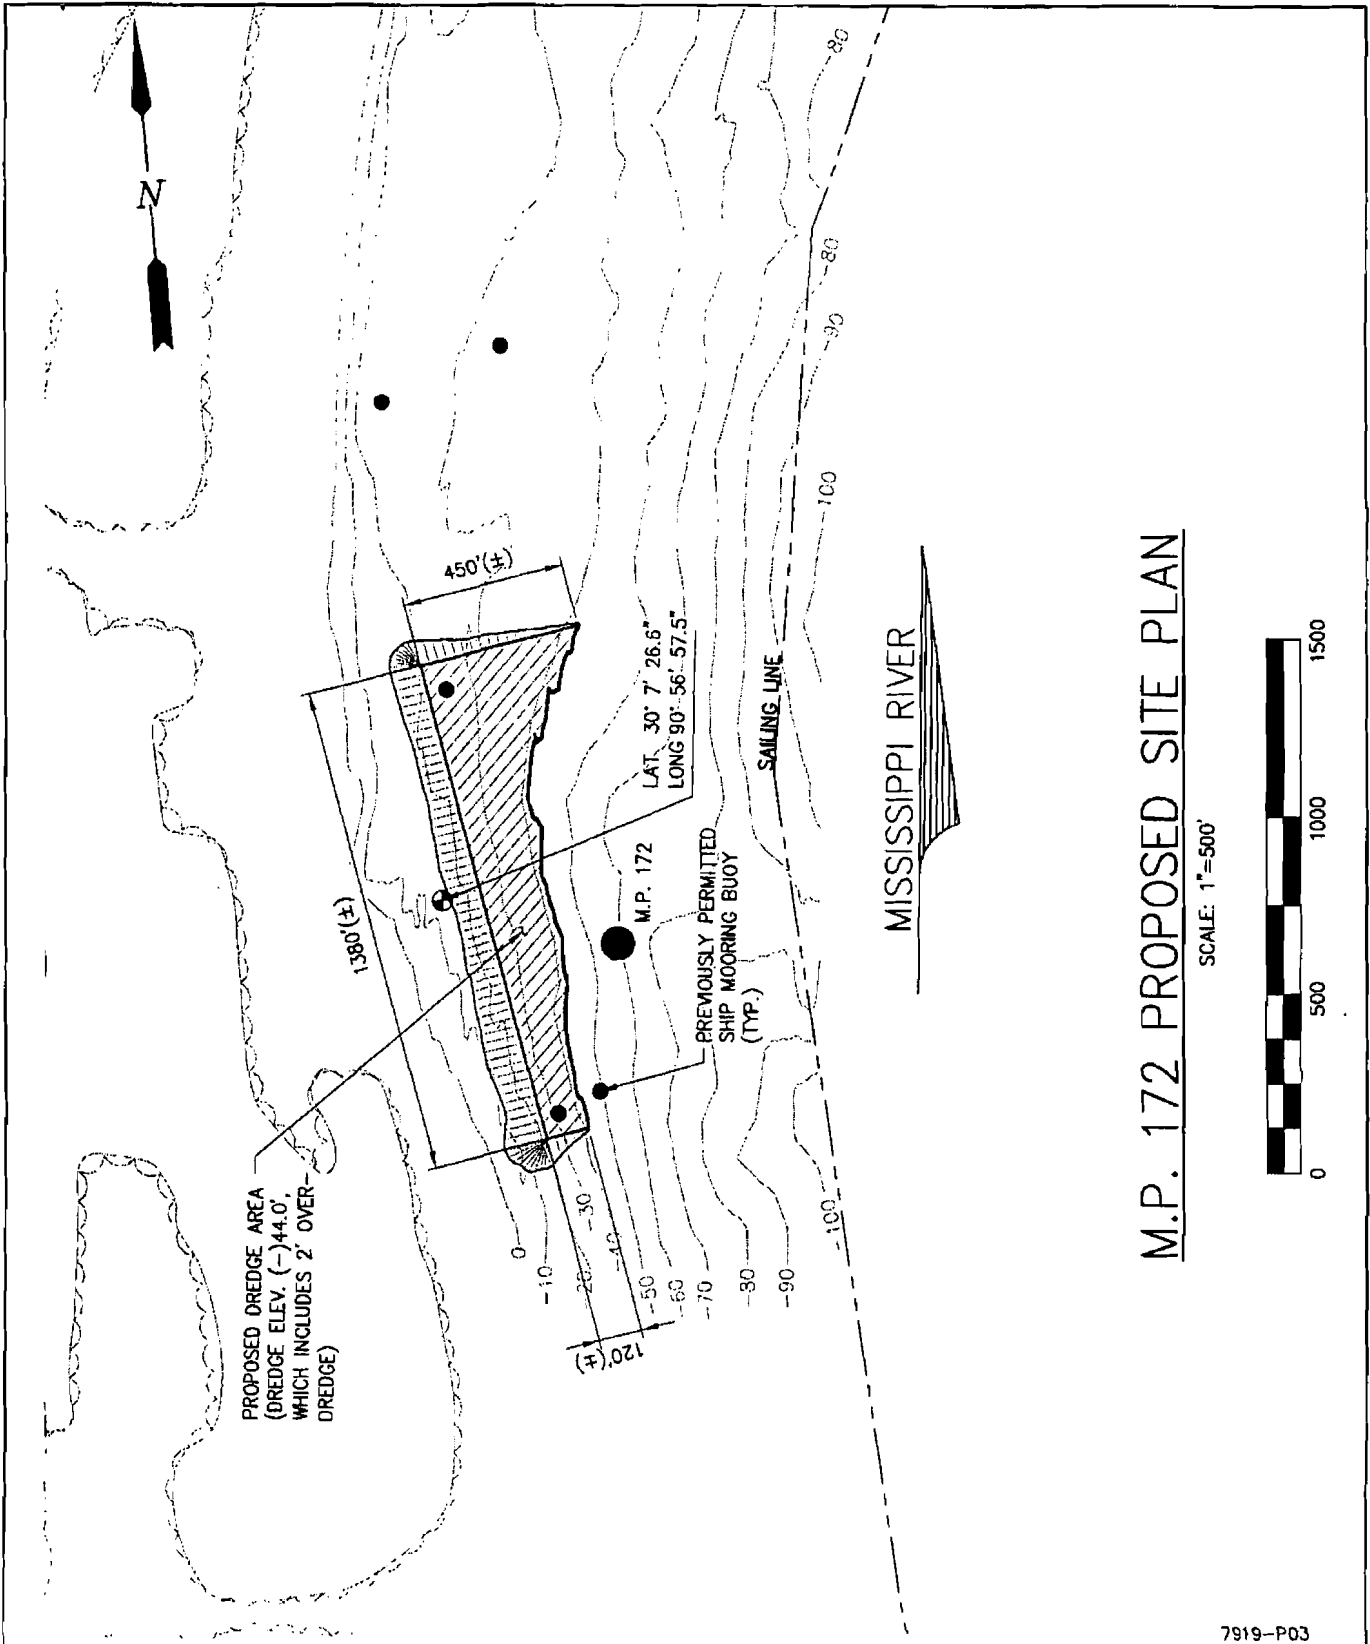 N
PROPOSED DREDGE AREA
(DREDGE ELEV. (-)44.0',
WHICH INCLUDES 2' OVER-
DREDGE)
1380'(±)
450'(±)
120'(±)
LAT. 30° 7' 26.6"
LONG 90° 56' 57.5"
M.P. 172
PREVIOUSLY PERMITTED
SHIP MOORING BUOY
(TYP.)
0
-10
-20
-30
-40
-50
-60
-70
-80
-90
-100
100
-90
-80
-80
SAILING LINE
MISSISSIPPI RIVER
M.P. 172 PROPOSED SITE PLAN
SCALE: 1"=500'
0 500 1000 1500
7919-P03